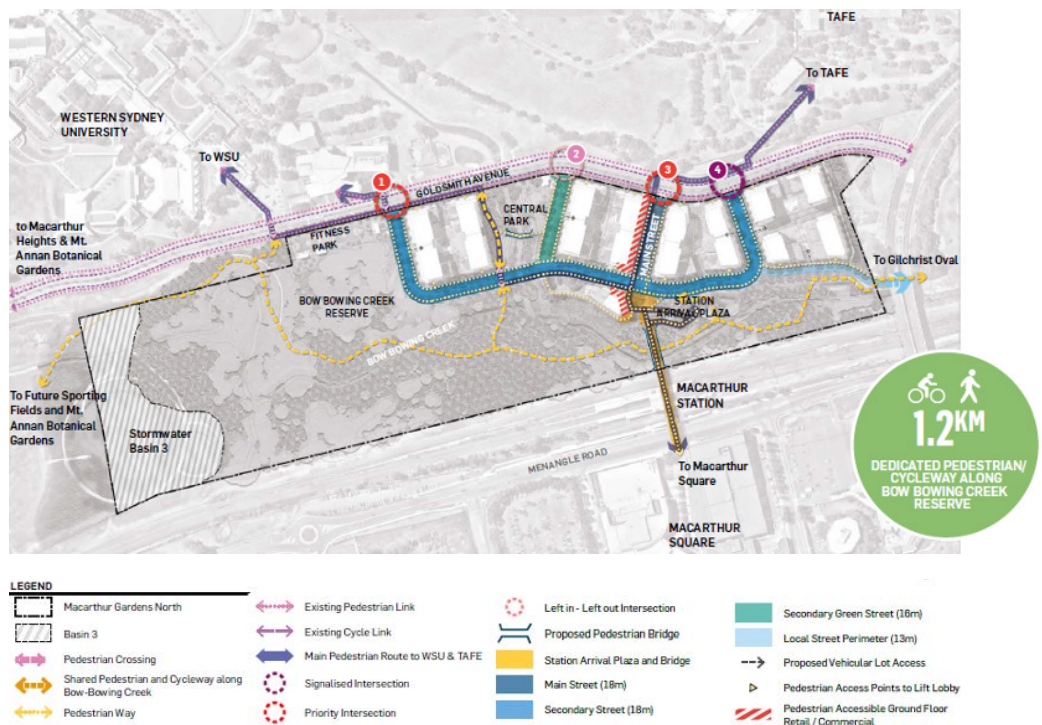 TAFE
To TAFE
WESTERN SYDNEY
UNIVERSITY
To WSU
2
1
3
4
GOLDSMITH AVENUE
to Macarthur
Heights & Mt.
Annan Botanical
Gardens
FITNESS
PARK
CENTRAL
PARK
MAIN STREET
To Gilchrist Oval
BOW BOWING CREEK
RESERVE
STATION
ARRIVAL PLAZA
BOW BOWING CREEK
To Future Sporting
Fields and Mt.
Annan Botanical
Gardens
Stormwater
Basin 3
MACARTHUR
STATION
MENANGLE ROAD
To Macarthur
Square
MACARTHUR
SQUARE
1.2KM
DEDICATED PEDESTRIAN/
CYCLEWAY ALONG
BOW BOWING CREEK
RESERVE
LEGEND
Macarthur Gardens North
Basin 3
Pedestrian Crossing
Shared Pedestrian and Cycleway along
Bow-Bowing Creek
Pedestrian Way
Existing Pedestrian Link
Existing Cycle Link
Main Pedestrian Route to WSU & TAFE
Signalised Intersection
Priority Intersection
Left in - Left out Intersection
Proposed Pedestrian Bridge
Station Arrival Plaza and Bridge
Main Street (18m)
Secondary Street (18m)
Secondary Green Street (16m)
Local Street Perimeter (13m)
Proposed Vehicular Lot Access
Pedestrian Access Points to Lift Lobby
Pedestrian Accessible Ground Floor
Retail / Commercial